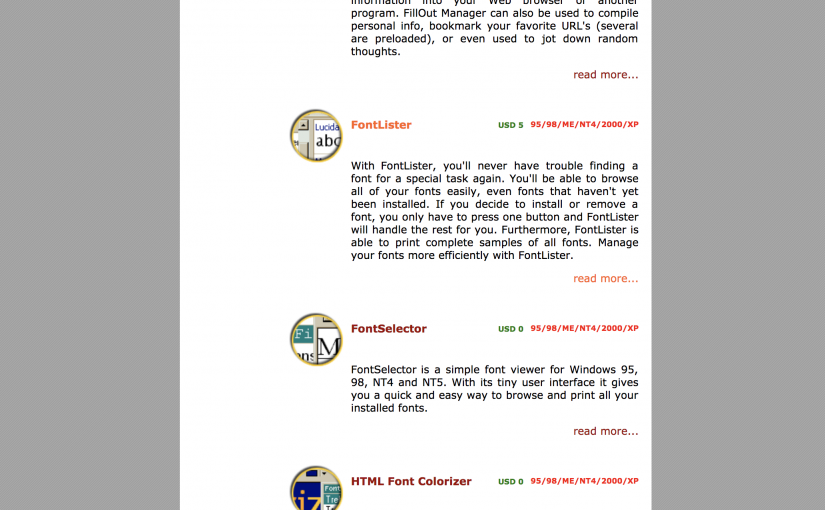 information into your Web browser or another
program. FillOut Manager can also be used to compile
personal info, bookmark your favorite URL's (several
are preloaded), or even used to jot down random
thoughts.
read more...
Lucida
abc
FontLister USD 5 95/98/ME/NT4/2000/XP
With FontLister, you'll never have trouble finding a
font for a special task again. You'll be able to browse
all of your fonts easily, even fonts that haven't yet
been installed. If you decide to install or remove a
font, you only have to press one button and FontLister
will handle the rest for you. Furthermore, FontLister is
able to print complete samples of all fonts. Manage
your fonts more efficiently with FontLister.
read more...
Fi
M
ons
FontSelector USD 0 95/98/ME/NT4/2000/XP
FontSelector is a simple font viewer for Windows 95,
98, NT4 and NT5. With its tiny user interface it gives
you a quick and easy way to browse and print all your
installed fonts.
read more...
Font
Tre
iz
HTML Font Colorizer USD 0 95/98/ME/NT4/2000/XP